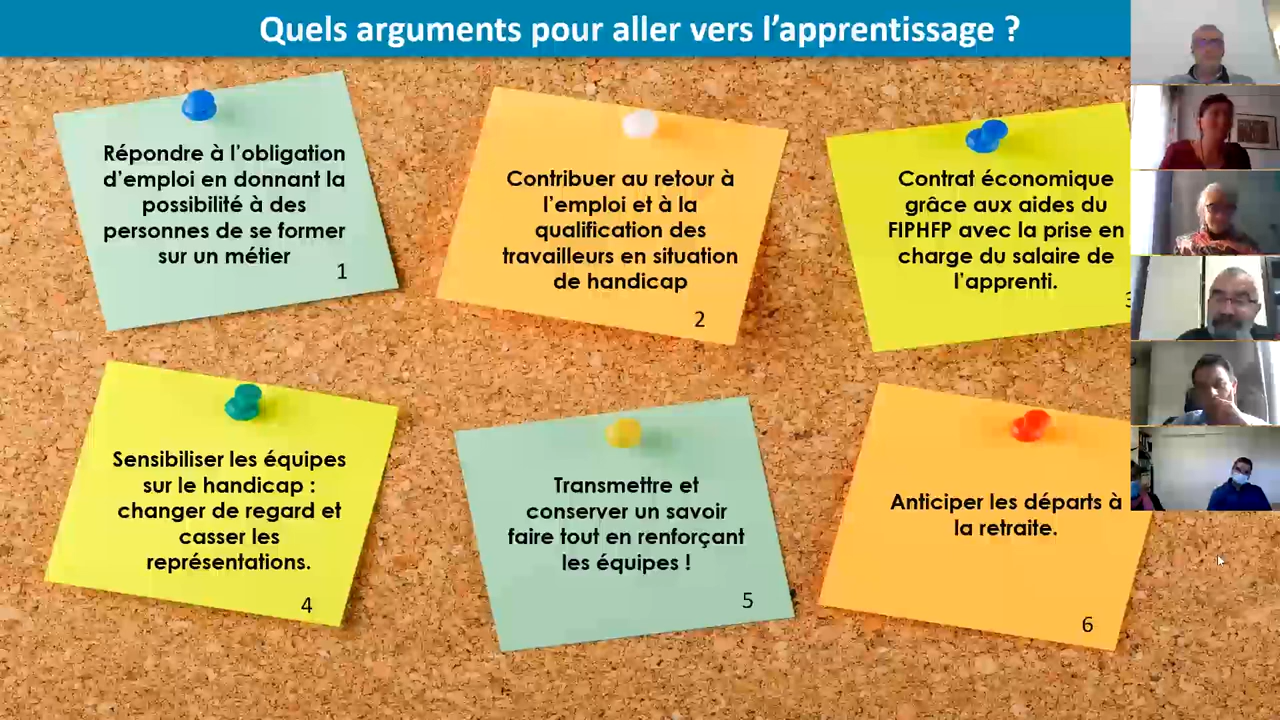 Quels arguments pour aller vers l’apprentissage ?
Répondre à l’obligation
d’emploi en donnant la
possibilité à des
personnes de se former
sur un métier
1
Contribuer au retour à
l’emploi et à la
qualification des
travailleurs en situation
de handicap
2
Contrat économique
grâce aux aides du
FIPHFP avec la prise en
charge du salaire de
l’apprenti.
Sensibiliser les équipes
sur le handicap :
changer de regard et
casser les
représentations.
4
Transmettre et
conserver un savoir
faire tout en renforçant
les équipes !
5
Anticiper les départs à
la retraite.
6